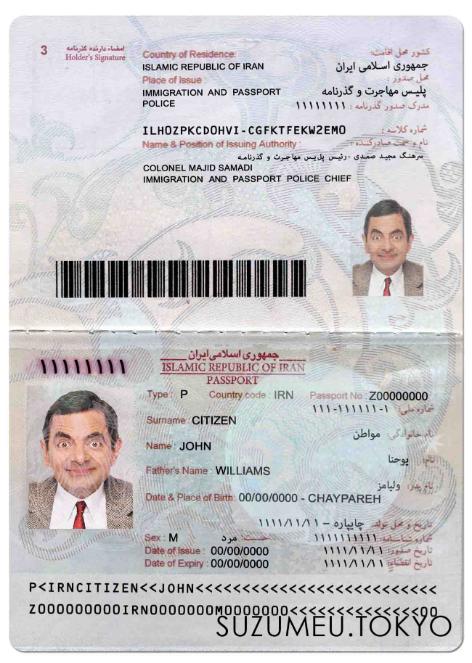 3
امضاء دارنده گذرنامه
Holder's Signature
Country of Residence:
کشور محل اقامت:
ISLAMIC REPUBLIC OF IRAN
جمهوری اسلامی ایران
Place of Issue:
محل صدور:
IMMIGRATION AND PASSPORT
POLICE
پلیس مهاجرت و گذرنامه
مدرک صدور گذرنامه: ۱۱۱۱۱۱۱۱
ILHOZPKCDOHVI-CGFKTFEKW2EMO
شماره کلاسه:
Name & Position of Issuing Authority:
نام و سمت صادرکننده:
سرهنگ مجید صمدی - رئیس پلیس مهاجرت و گذرنامه
COLONEL MAJID SAMADI
IMMIGRATION AND PASSPORT POLICE CHIEF
11111111
جمهوری اسلامی ایران
ISLAMIC REPUBLIC OF IRAN
PASSPORT
Type: P Country code: IRN Passport No: Z00000000
شماره ملی: ۱۱۱-۱۱۱۱۱۱-۱
Surname: CITIZEN
نام خانوادگی: مواطن
Name: JOHN
نام: یوحنا
Father's Name: WILLIAMS
نام پدر: ولیامز
Date & Place of Birth: 00/00/0000 - CHAYPAREH
تاریخ و محل تولد: چایپاره – ۱۱۱۱/۱۱/۱۱
Sex: M
جنسیت: مرد
شماره شناسنامه: ۱۱۱۱۱۱۱۱۱۱
Date of Issue: 00/00/0000
تاریخ صدور: ۱۱۱۱/۱۱/۱۱
Date of Expiry: 00/00/0000
تاریخ انقضاء: ۱۱۱۱/۱۱/۱۱
P<IRNCITIZEN<<JOHN<<<<<<<<<<<<<<<<<<<<<<<<<<
Z000000000IRN0000000M0000000<<<<<<<<<<<<<<00
SUZUMEU.TOKYO